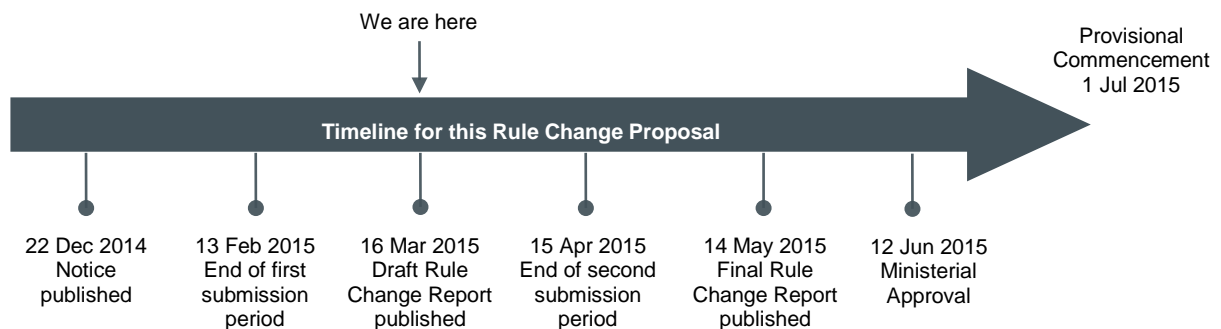 We are here
Provisional
Commencement
1 Jul 2015
Timeline for this Rule Change Proposal
22 Dec 2014
Notice
published
13 Feb 2015
End of first
submission
period
16 Mar 2015
Draft Rule
Change Report
published
15 Apr 2015
End of second
submission
period
14 May 2015
Final Rule
Change Report
published
12 Jun 2015
Ministerial
Approval